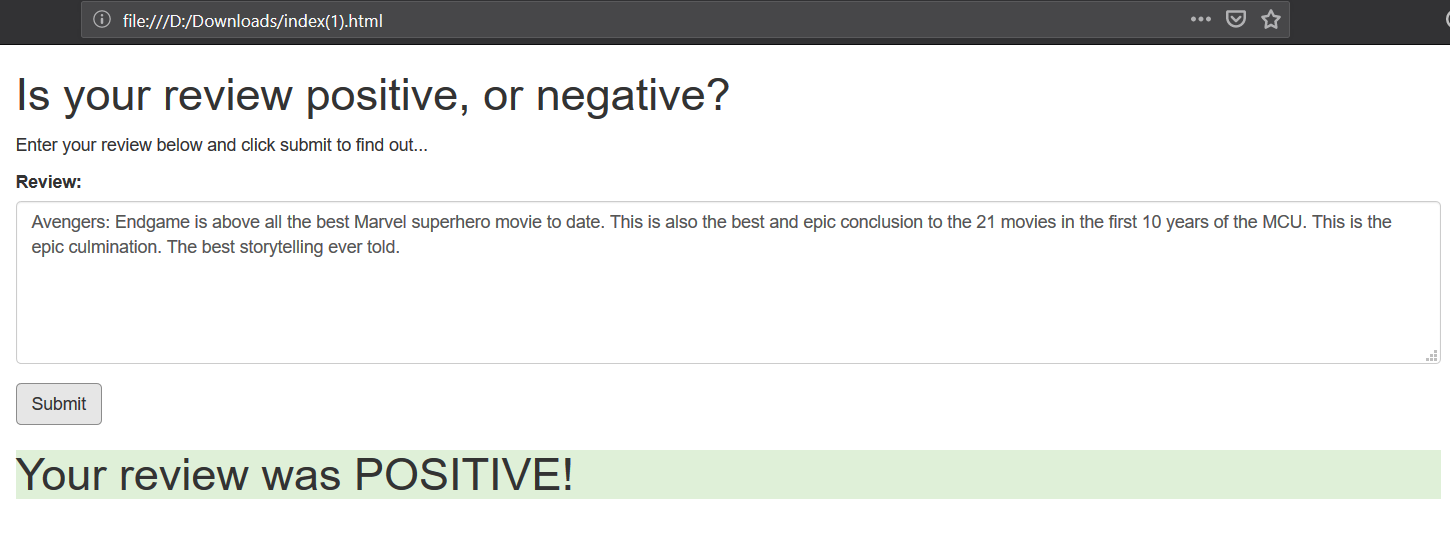 file:///D:/Downloads/index(1).html
Is your review positive, or negative?
Enter your review below and click submit to find out...
Review:
Avengers: Endgame is above all the best Marvel superhero movie to date. This is also the best and epic conclusion to the 21 movies in the first 10 years of the MCU. This is the
epic culmination. The best storytelling ever told.
Submit
Your review was POSITIVE!